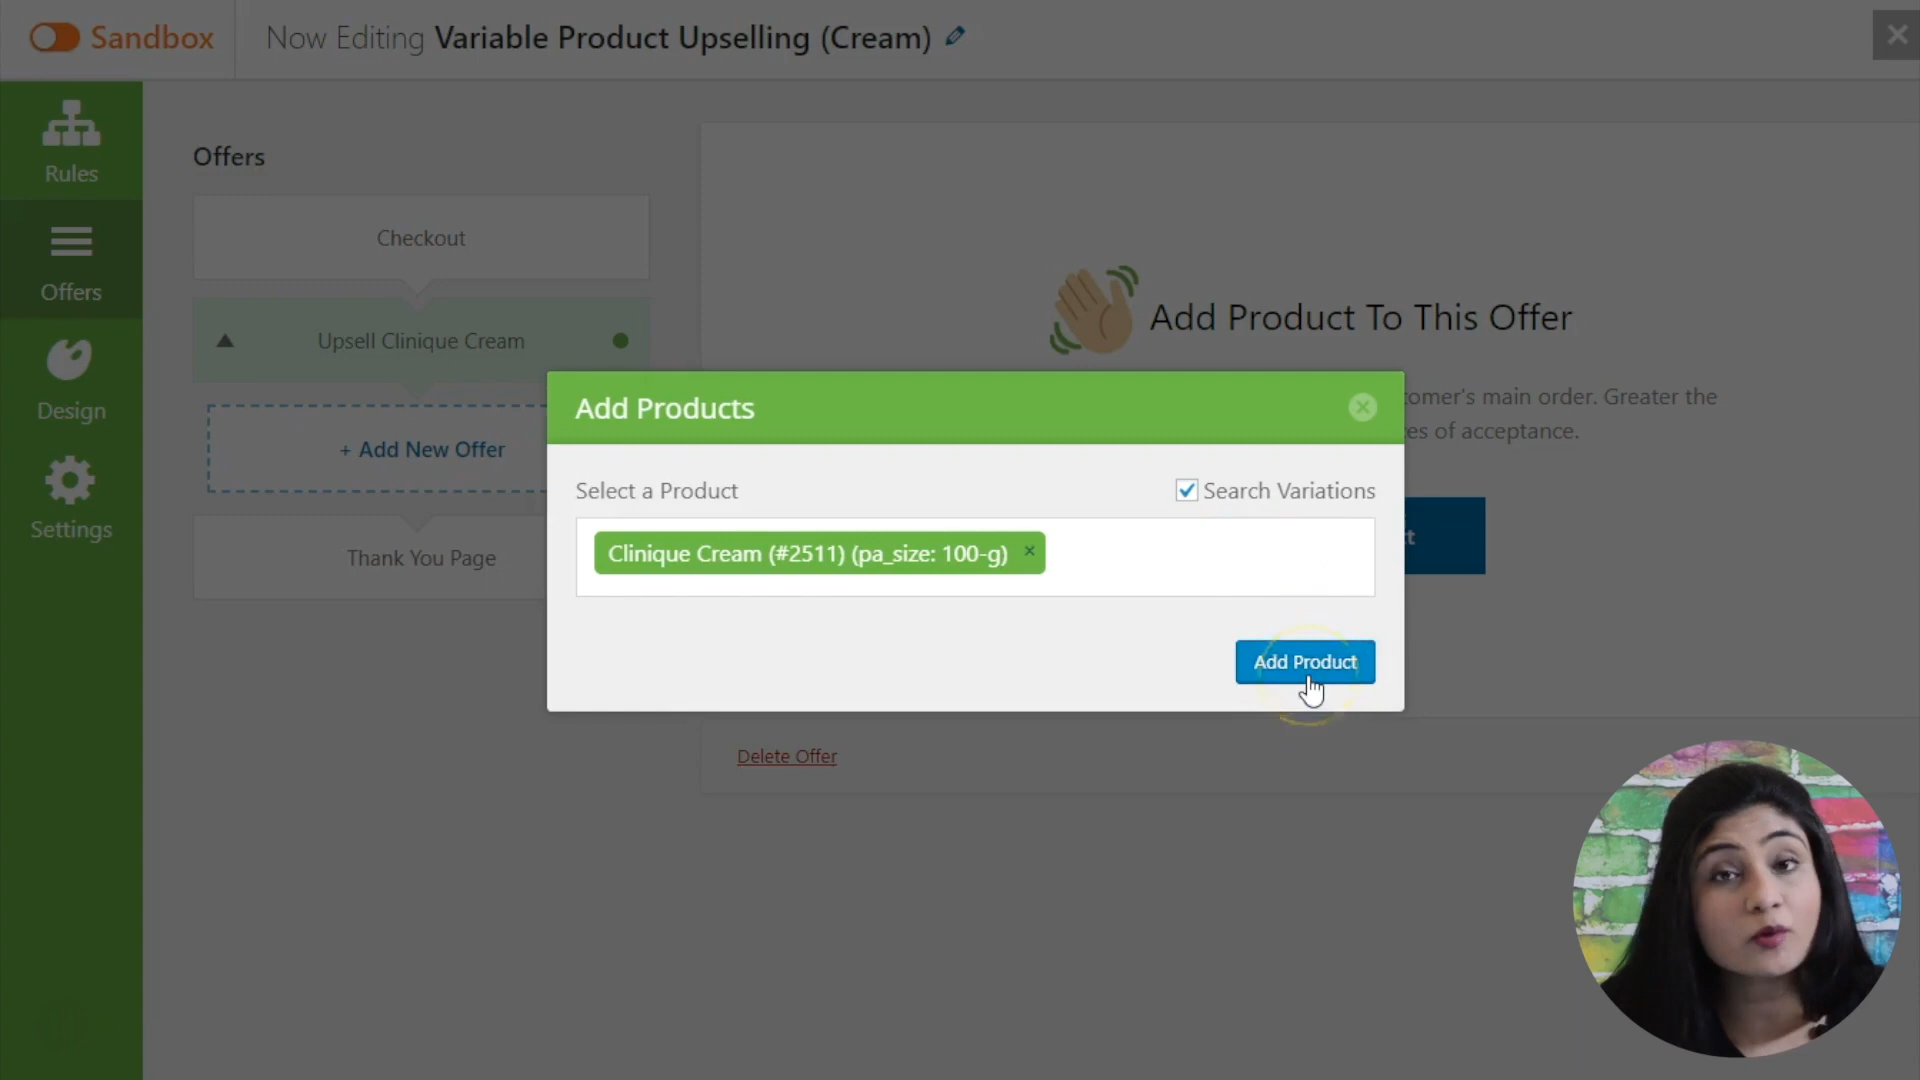 Sandbox
Now Editing Variable Product Upselling (Cream)
Rules
Offers
Design
Settings
Offers
Checkout
Upsell Clinique Cream
+ Add New Offer
Thank You Page
Add Product To This Offer
tomer's main order. Greater the
es of acceptance.
Add Products
Select a Product
Search Variations
Clinique Cream (#2511) (pa_size: 100-g) ×
Add Product
Delete Offer